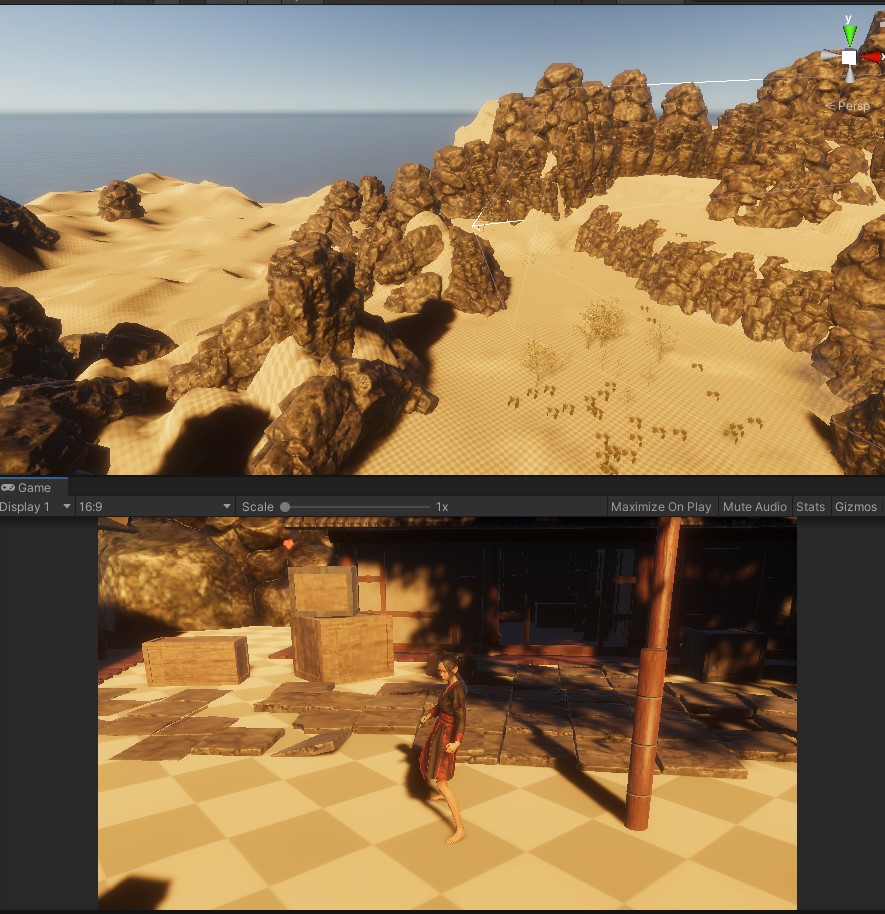 y
x
< Persp
Game
Display 1
16:9
Scale
1x
Maximize On Play
Mute Audio
Stats
Gizmos